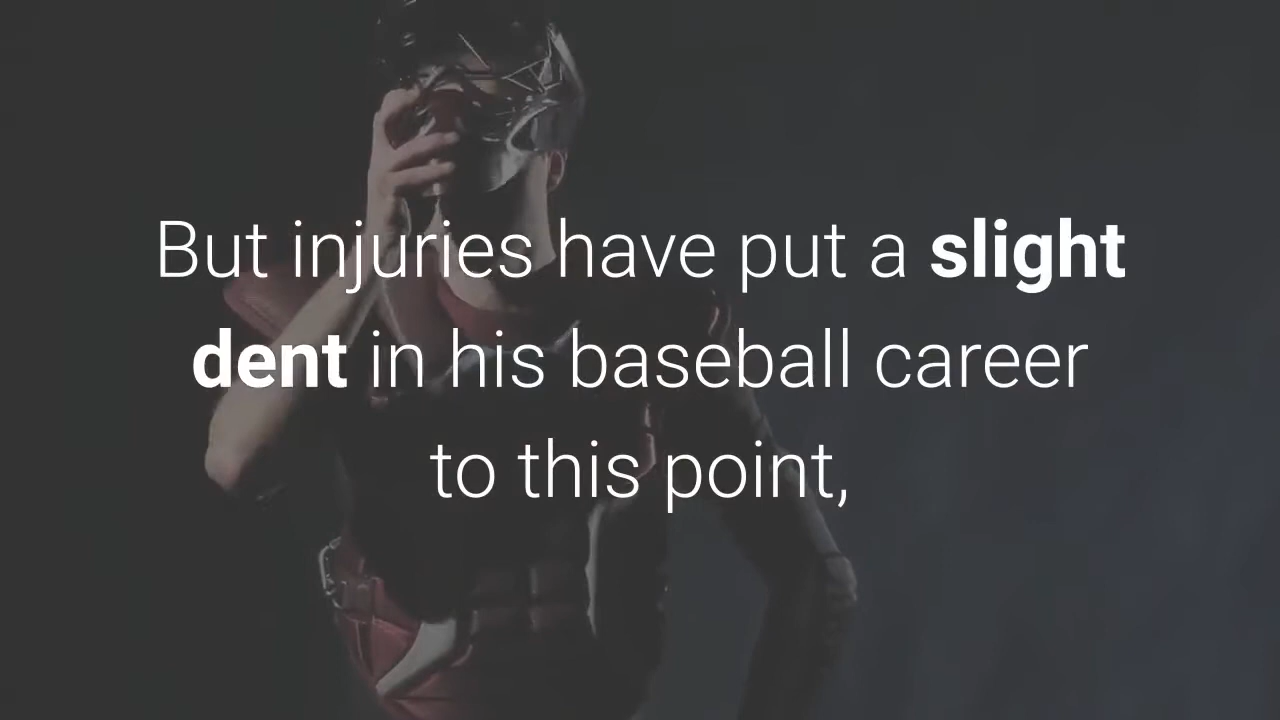 But injuries have put a slight
dent in his baseball career
to this point,